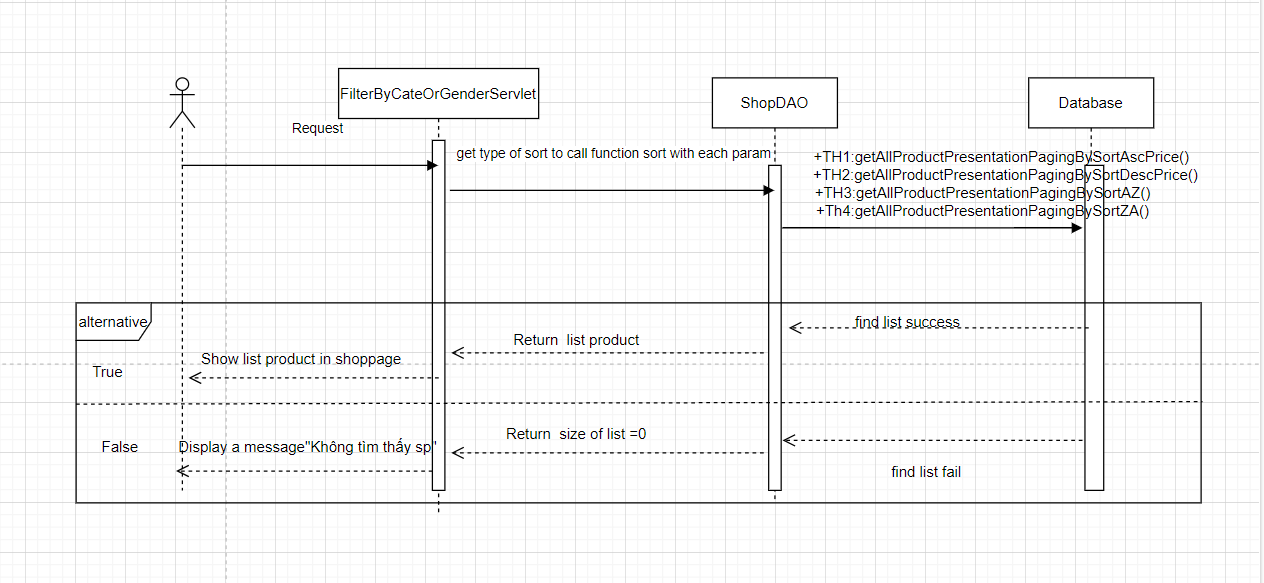 FilterByCateOrGenderServlet
ShopDAO
Database
Request
get type of sort to call function sort with each param
+TH1:getAllProductPresentationPagingBySortAscPrice()
+TH2:getAllProductPresentationPagingBySortDescPrice()
+TH3:getAllProductPresentationPagingBySortAZ()
+Th4:getAllProductPresentationPagingBySortZA()
alternative
find list success
Return list product
Show list product in shoppage
True
Return size of list =0
False
Display a message"Không tìm thấy sp"
find list fail